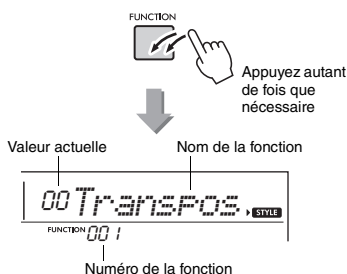 FUNCTION
Appuyez autant
de fois que
nécessaire
Valeur actuelle
Nom de la fonction
00 Transpos.
STYLE
FUNCTION 001
Numéro de la fonction